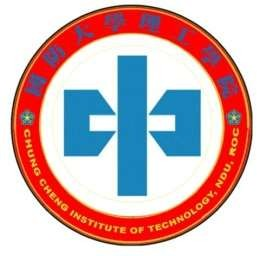 國防大學理工學院
CHUNG CHENG INSTITUTE OF TECHNOLOGY, NDU, ROC